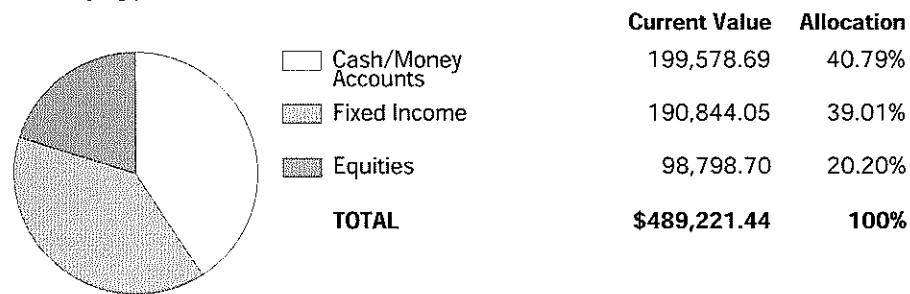 Current Value Allocation
Cash/Money 199,578.69 40.79%
Accounts
Fixed Income 190,844.05 39.01%
Equities 98,798.70 20.20%
TOTAL $489,221.44 100%